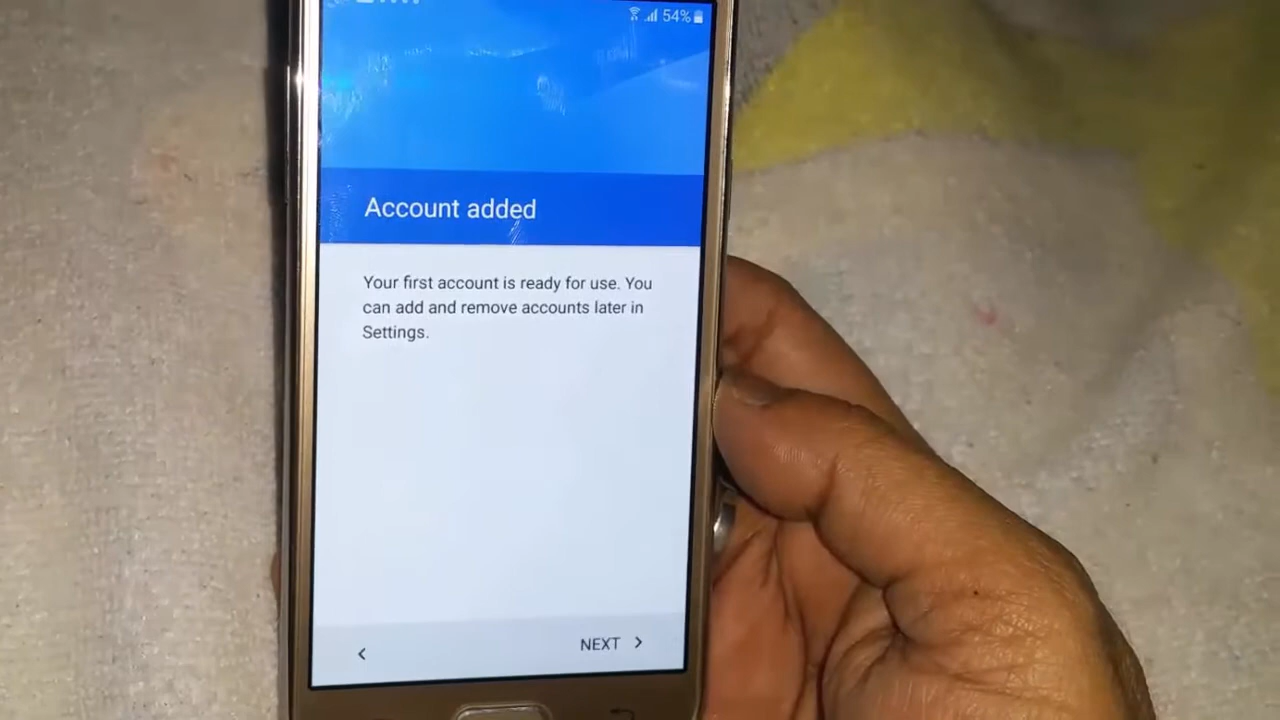 54%
Account added
Your first account is ready for use. You
can add and remove accounts later in
Settings.
NEXT